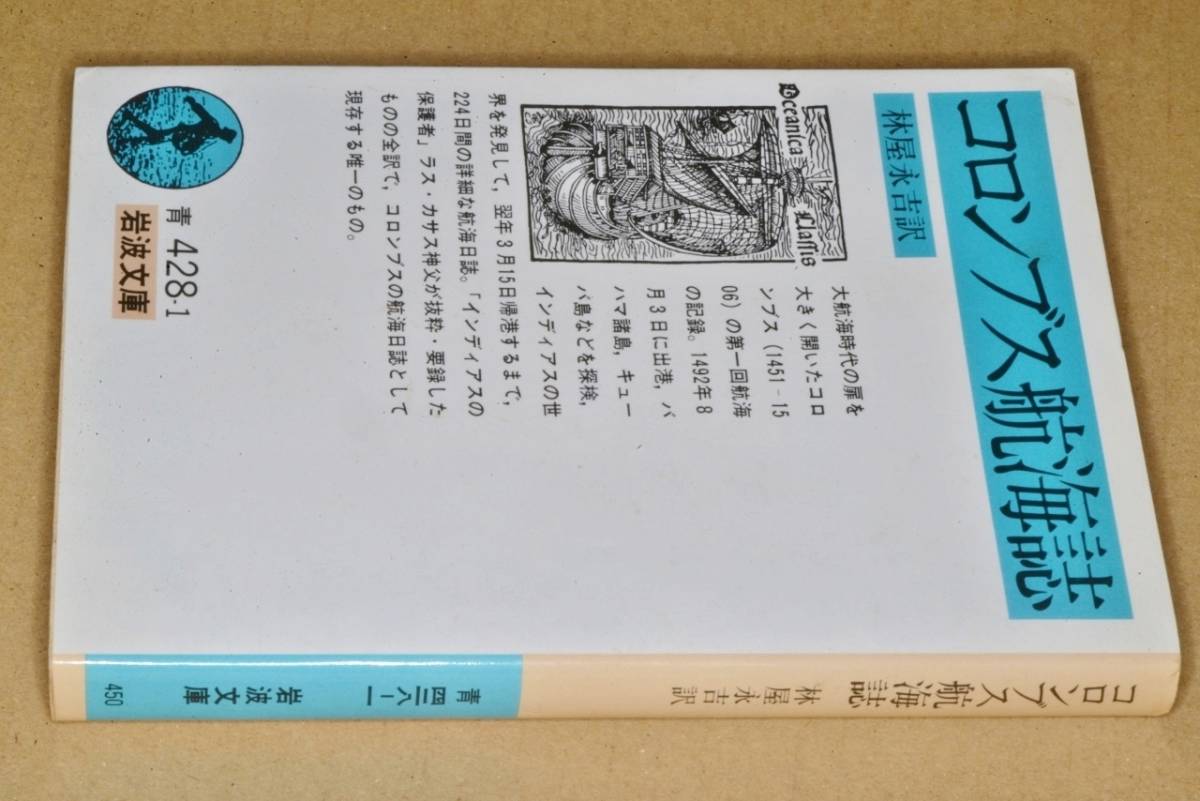 コロンブス航海誌
林屋永吉訳
Oceanica Classis
大航海時代の扉を
大きく開いたコロ
ンブス（1451‐15
06）の第一回航海
の記録。1492年8
月3日に出港，バ
ハマ諸島，キュー
バ島などを探検，
インディアスの世
界を発見して，翌年3月15日帰港するまで，
224日間の詳細な航海日誌。「インディアスの
保護者」ラス・カサス神父が抜粋・要録した
ものの全訳で，コロンブスの航海日誌として
現存する唯一のもの。
青 428-1
岩波文庫
コロンブス航海誌
林屋永吉訳
青 四二八-一
岩波文庫
450